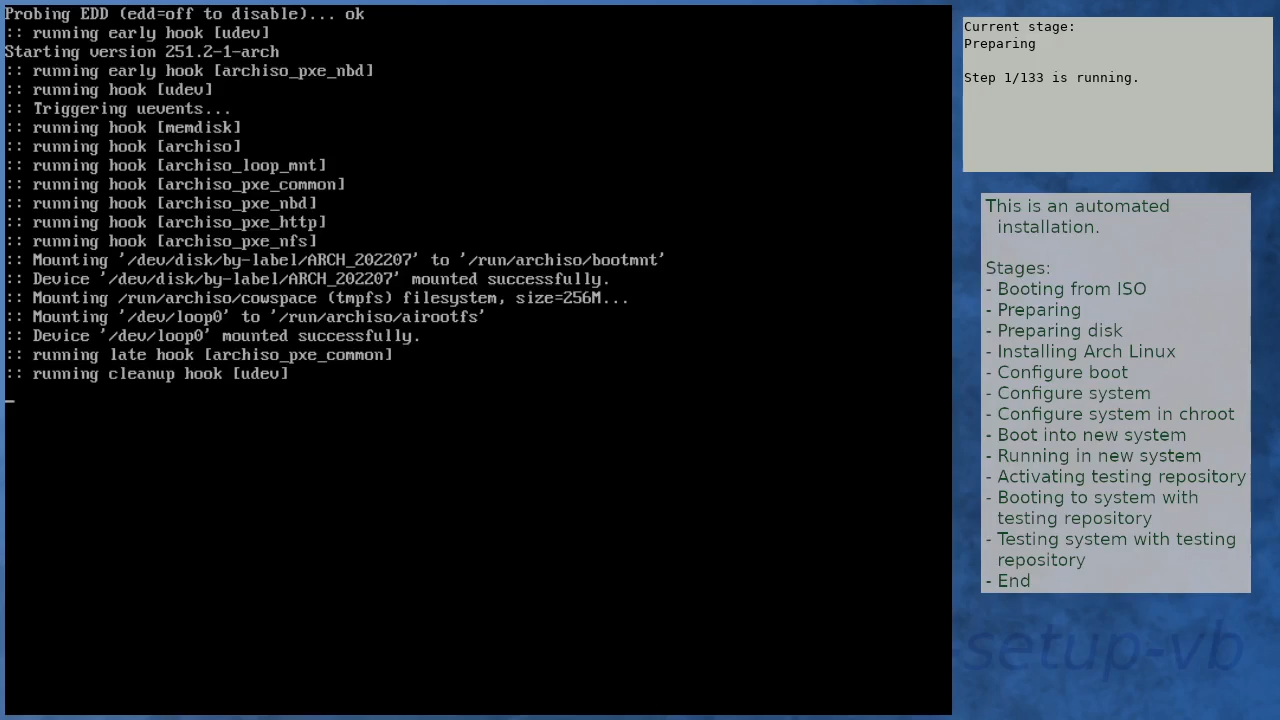 Probing EDD (edd=off to disable)... ok
:: running early hook [udev]
Starting version 251.2-1-arch
:: running early hook [archiso_pxe_nbd]
:: running hook [udev]
:: Triggering uevents...
:: running hook [memdisk]
:: running hook [archiso]
:: running hook [archiso_loop_mnt]
:: running hook [archiso_pxe_common]
:: running hook [archiso_pxe_nbd]
:: running hook [archiso_pxe_http]
:: running hook [archiso_pxe_nfs]
:: Mounting '/dev/disk/by-label/ARCH_202207' to '/run/archiso/bootmnt'
:: Device '/dev/disk/by-label/ARCH_202207' mounted successfully.
:: Mounting /run/archiso/cowspace (tmpfs) filesystem, size=256M...
:: Mounting '/dev/loop0' to '/run/archiso/airootfs'
:: Device '/dev/loop0' mounted successfully.
:: running late hook [archiso_pxe_common]
:: running cleanup hook [udev]
Current stage:
Preparing
Step 1/133 is running.
This is an automated
installation.
Stages:
- Booting from ISO
- Preparing
- Preparing disk
- Installing Arch Linux
- Configure boot
- Configure system
- Configure system in chroot
- Boot into new system
- Running in new system
- Activating testing repository
- Booting to system with
testing repository
- Testing system with testing
repository
- End
-setup-vb